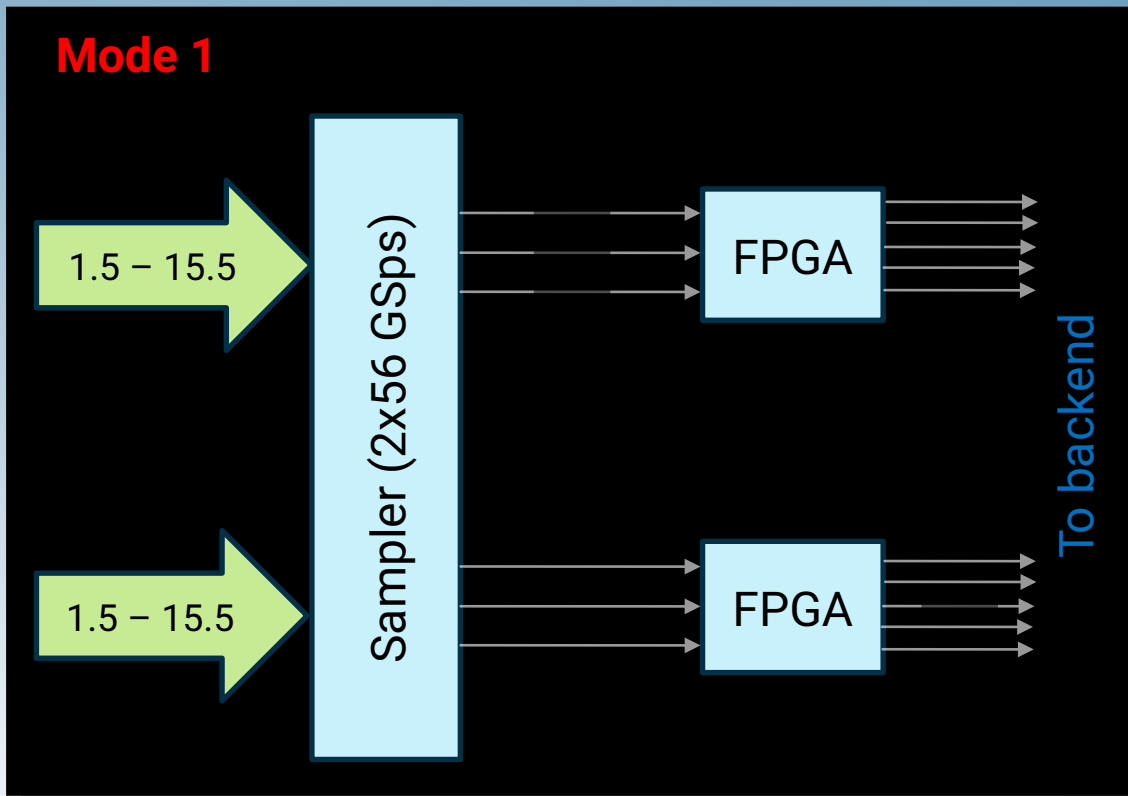 Mode 1
1.5 – 15.5
Sampler (2x56 GSps)
FPGA
1.5 – 15.5
FPGA
To backend